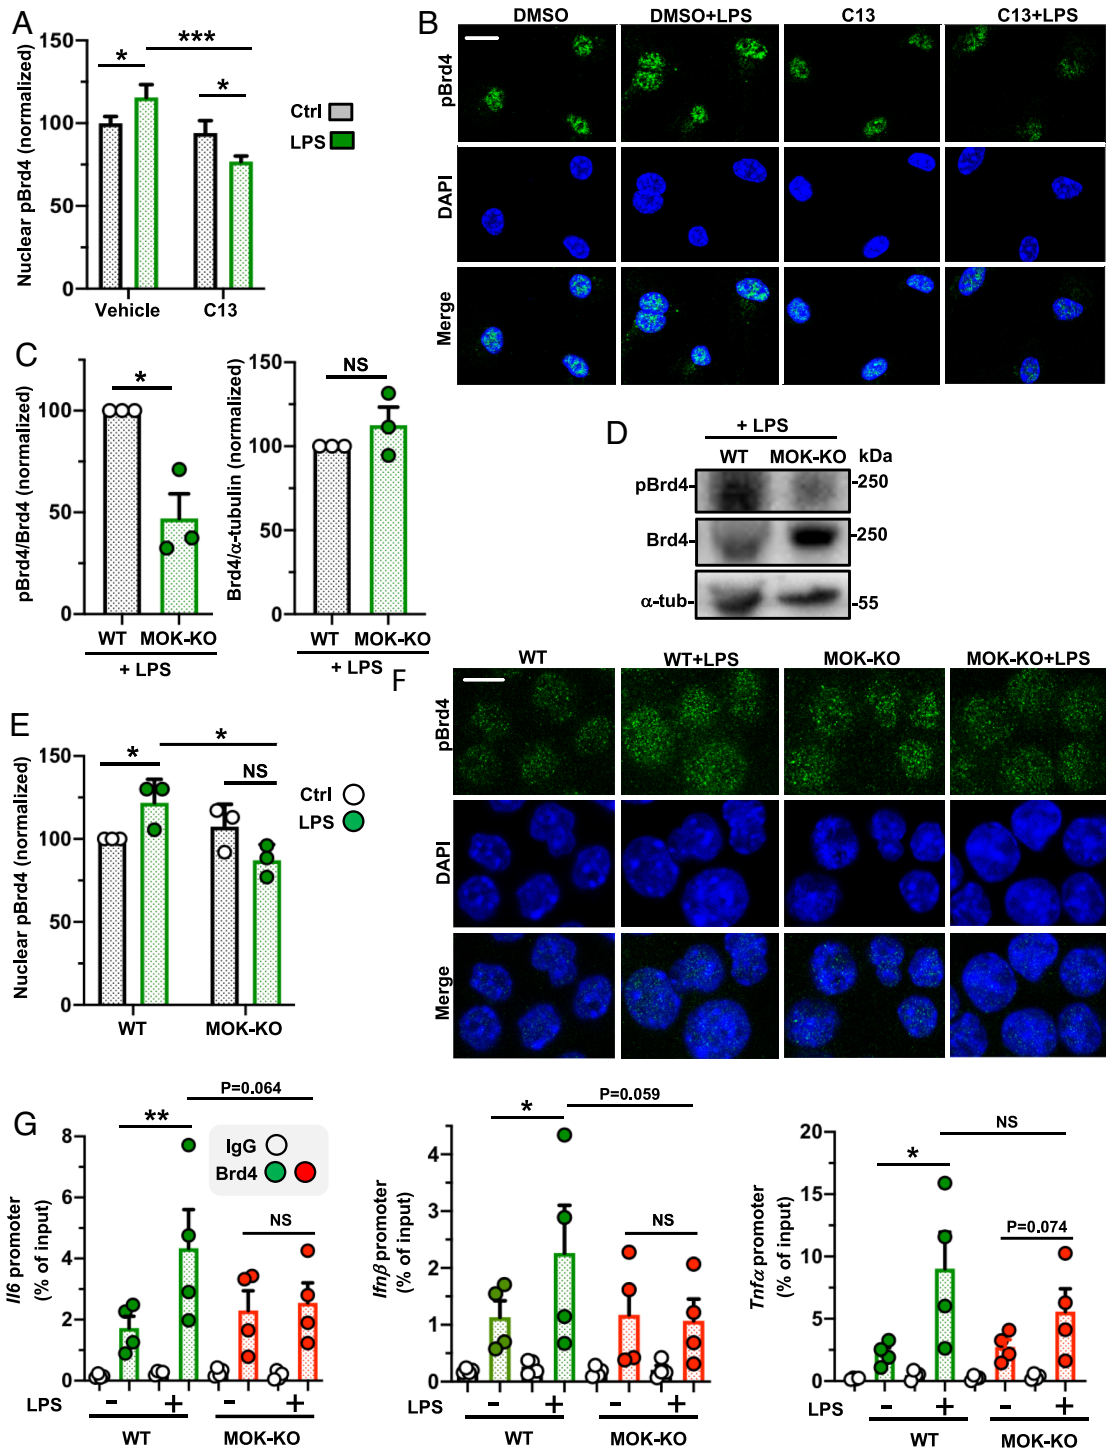 A
Nuclear pBrd4 (normalized)
150
100
50
0
*
***
*
Vehicle
C13
Ctrl
LPS
B
DMSO
DMSO+LPS
C13
C13+LPS
pBrd4
DAPI
Merge
C
pBrd4/Brd4 (normalized)
100
50
0
*
WT
MOK-KO
+ LPS
Brd4/α-tubulin (normalized)
150
100
50
0
NS
WT
MOK-KO
+ LPS
D
+ LPS
WT
MOK-KO
kDa
pBrd4
250
Brd4
250
α-tub
55
E
Nuclear pBrd4 (normalized)
150
100
50
0
*
*
NS
WT
MOK-KO
Ctrl
LPS
F
WT
WT+LPS
MOK-KO
MOK-KO+LPS
pBrd4
DAPI
Merge
G
Il6 promoter
(% of input)
8
6
4
2
0
**
P=0.064
NS
IgG
Brd4
LPS
-
+
-
+
WT
MOK-KO
Ifnβ promoter
(% of input)
4
3
2
1
0
*
P=0.059
NS
LPS
-
+
-
+
WT
MOK-KO
Tnfα promoter
(% of input)
20
15
10
5
0
*
NS
P=0.074
LPS
-
+
-
+
WT
MOK-KO